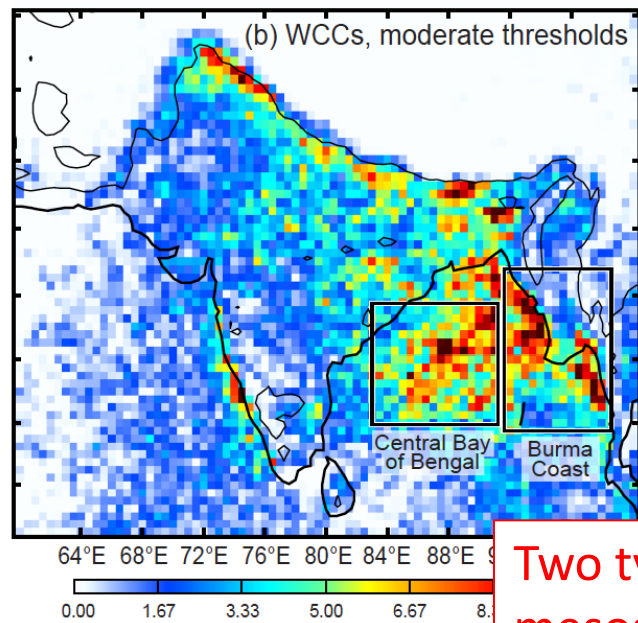 (b) WCCs, moderate thresholds
Central Bay
of Bengal
Burma
Coast
64°E 68°E 72°E 76°E 80°E 84°E 88°E
0.00 1.67 3.33 5.00 6.67
Two